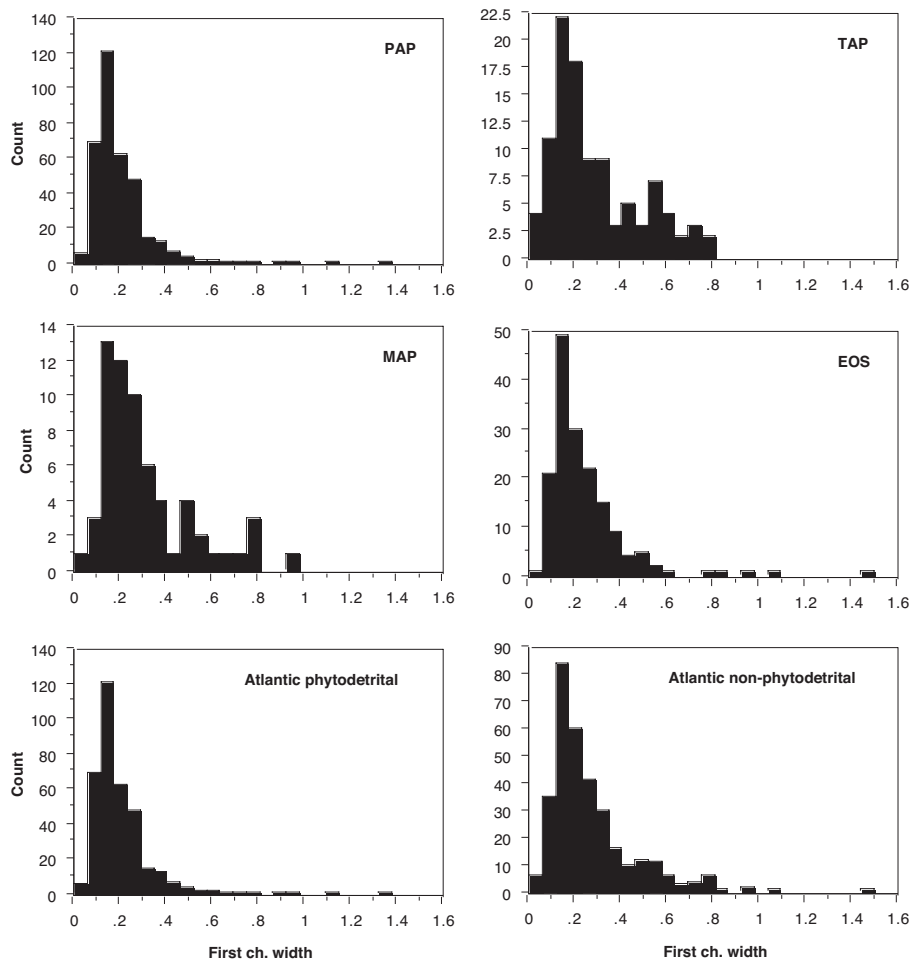 140
120
100
80
60
40
20
0
Count
PAP
0 .2 .4 .6 .8 1 1.2 1.4 1.6
22.5
20
17.5
15
12.5
10
7.5
5
2.5
0
TAP
0 .2 .4 .6 .8 1 1.2 1.4 1.6
14
12
10
8
6
4
2
0
Count
MAP
0 .2 .4 .6 .8 1 1.2 1.4 1.6
50
40
30
20
10
0
EOS
0 .2 .4 .6 .8 1 1.2 1.4 1.6
140
120
100
80
60
40
20
0
Count
Atlantic phytodetrital
0 .2 .4 .6 .8 1 1.2 1.4 1.6
First ch. width
90
80
70
60
50
40
30
20
10
0
Atlantic non-phytodetrital
0 .2 .4 .6 .8 1 1.2 1.4 1.6
First ch. width